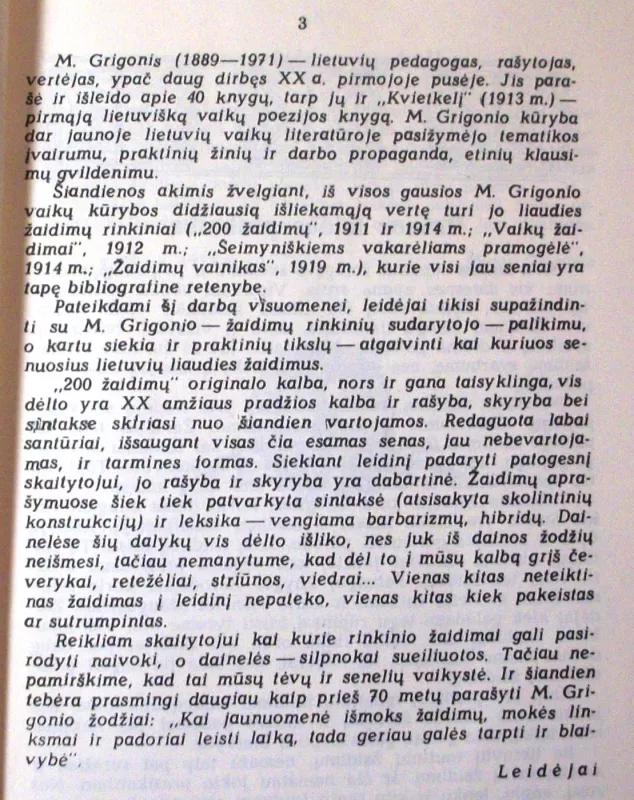 3
M. Grigonis (1889—1971) — lietuvių pedagogas, rašytojas,
vertėjas, ypač daug dirbęs XX a. pirmojoje pusėje. Jis para-
šė ir išleido apie 40 knygų, tarp jų ir „Kvietkelį" (1913 m.) —
pirmąją lietuvišką vaikų poezijos knygą. M. Grigonio kūryba
dar jaunoje lietuvių vaikų literatūroje pasižymėjo tematikos
įvairumu, praktinių žinių ir darbo propaganda, etinių klausi-
mų gvildenimu.
Šiandienos akimis žvelgiant, iš visos gausios M. Grigonio
vaikų kūrybos didžiausią išliekamąją vertę turi jo liaudies
žaidimų rinkiniai („200 žaidimų", 1911 ir 1914 m.; „Vaikų žai-
dimai", 1912 m.; „Šeimyniškiems vakarėliams pramogėlė",
1914 m.; „Žaidimų vainikas", 1919 m.), kurie visi jau seniai yra
tapę bibliografine retenybe.
Pateikdami šį darbą visuomenei, leidėjai tikisi supažindin-
ti su M. Grigonio — žaidimų rinkinių sudarytojo — palikimu,
o kartu siekia ir praktinių tikslų — atgaivinti kai kuriuos se-
nuosius lietuvių liaudies žaidimus.
„200 žaidimų" originalo kalba, nors ir gana taisyklinga, vis
dėlto yra XX amžiaus pradžios kalba ir rašyba, skyryba bei
sintakse skiriasi nuo šiandien vartojamos. Redaguota labai
santūriai, išsaugant visas čia esamas senas, jau nebevartoja-
mas, ir tarmines formas. Siekiant leidinį padaryti patogesnį
skaitytojui, jo rašyba ir skyryba yra dabartinė. Žaidimų apra-
šymuose šiek tiek patvarkyta sintaksė (atsisakyta skolintinių
konstrukcijų) ir leksika — vengiama barbarizmų, hibridų. Dai-
nelėse šių dalykų vis dėlto išliko, nes juk iš dainos žodžių
neišmesi, tačiau nemanytume, kad dėl to į mūsų kalbą grįš če-
verykai, retežėliai, striūnos, viedrai... Vienas kitas neteikti-
nas žaidimas į leidinį nepateko, vienas kitas kiek pakeistas
ar sutrumpintas.
Reikliam skaitytojui kai kurie rinkinio žaidimai gali pasi-
rodyti naivoki, o dainelės — silpnokai sueiliuotos. Tačiau ne-
pamirškime, kad tai mūsų tėvų ir senelių vaikystė. Ir šiandien
tebėra prasmingi daugiau kaip prieš 70 metų parašyti M. Gri-
gonio žodžiai: „Kai jaunuomenė išmoks žaidimų, mokės lin-
ksmai ir padoriai leisti laiką, tada geriau galės tarpti ir blai-
vybė".
Leidėjai